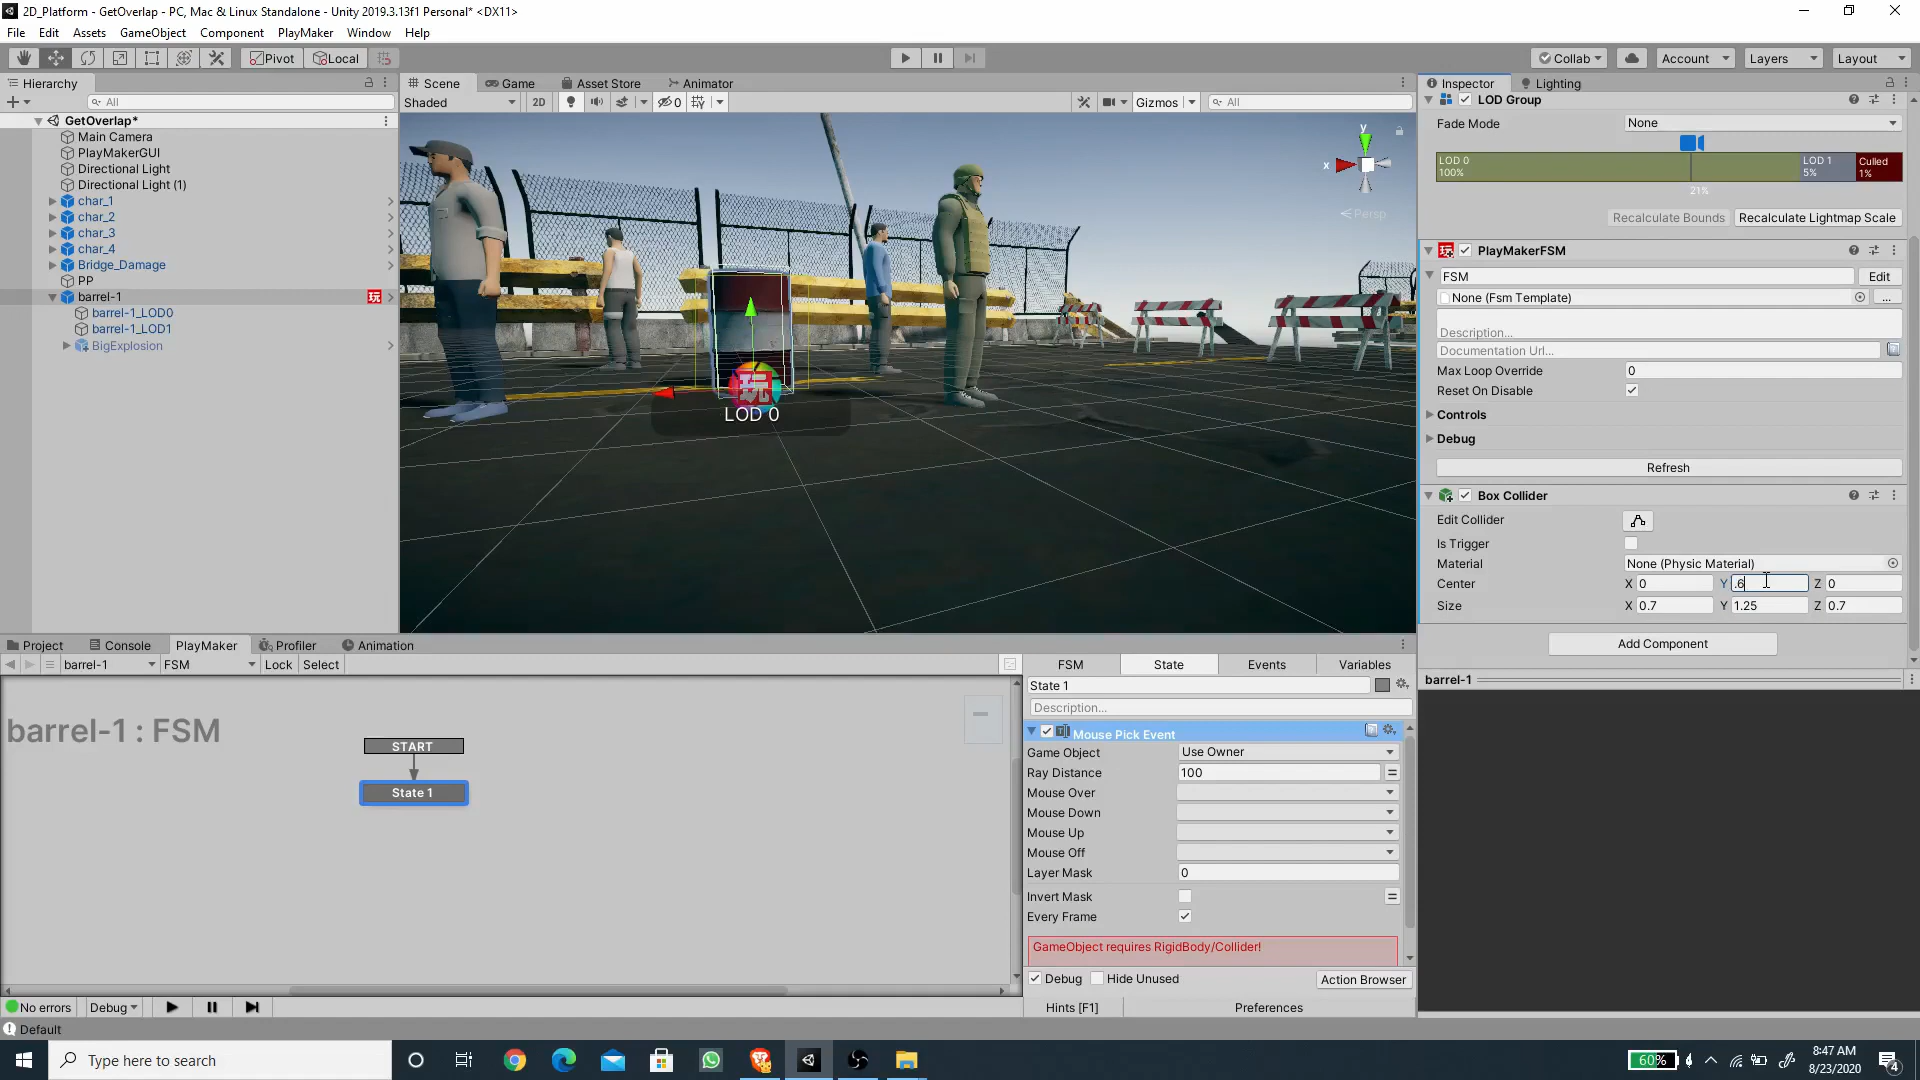 2D_Platform - GetOverlap - PC, Mac & Linux Standalone - Unity 2019.3.13f1 Personal* <DX11>
File Edit Assets GameObject Component PlayMaker Window Help
Pivot Local Collab Account Layers Layout
Hierarchy
All
GetOverlap*
Main Camera
PlayMakerGUI
Directional Light
Directional Light (1)
char_1
char_2
char_3
char_4
Bridge_Damage
PP
barrel-1 玩
barrel-1_LOD0
barrel-1_LOD1
BigExplosion
Scene Game Asset Store Animator
Shaded 2D 0 Gizmos All
y
x
Persp
玩
LOD 0
Inspector Lighting
LOD Group
Fade Mode None
LOD 0
100%
LOD 1
5%
Culled
1%
21%
Recalculate Bounds Recalculate Lightmap Scale
玩 PlayMakerFSM
FSM Edit
None (Fsm Template) ...
Description...
Documentation Url...
Max Loop Override 0
Reset On Disable
Controls
Debug
Refresh
Box Collider
Edit Collider
Is Trigger
Material None (Physic Material)
Center X 0 Y .6 Z 0
Size X 0.7 Y 1.25 Z 0.7
Add Component
barrel-1
Project Console PlayMaker Profiler Animation
barrel-1 FSM Lock Select
barrel-1 : FSM
START
State 1
FSM State Events Variables
State 1
Description...
Mouse Pick Event
Game Object Use Owner
Ray Distance 100 =
Mouse Over
Mouse Down
Mouse Up
Mouse Off
Layer Mask 0
Invert Mask =
Every Frame
GameObject requires RigidBody/Collider!
Debug Hide Unused Action Browser
Hints [F1] Preferences
No errors Debug
Default
Type here to search
60%
8:47 AM
8/23/2020
4